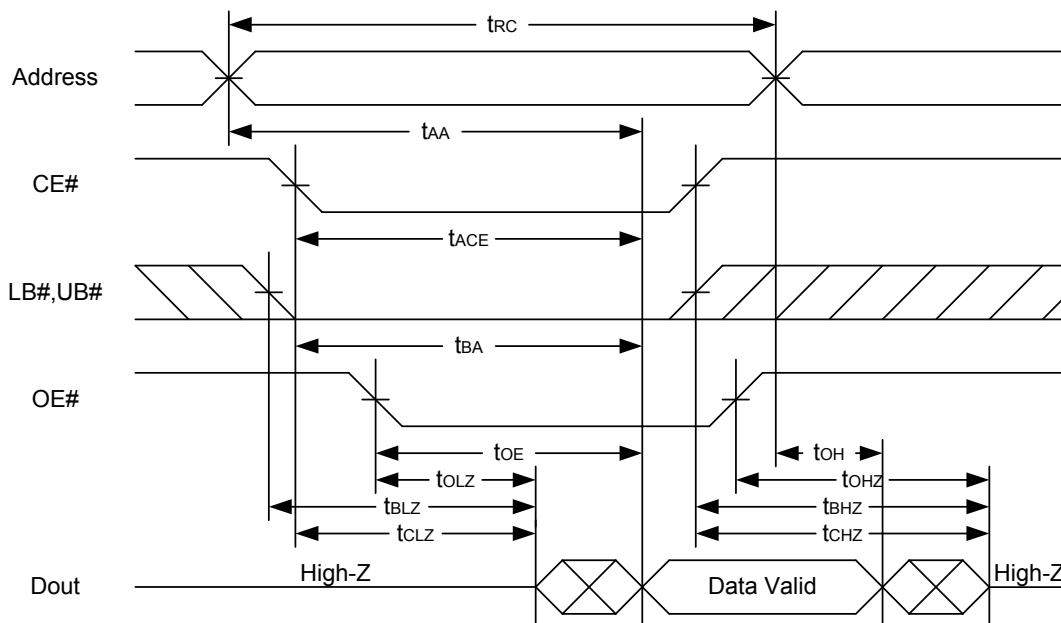 tRC
Address
tAA
CE#
tACE
LB#,UB#
tBA
OE#
tOE
tOH
tOLZ
tOHZ
tBLZ
tBHZ
tCLZ
tCHZ
Dout
High-Z
Data Valid
High-Z